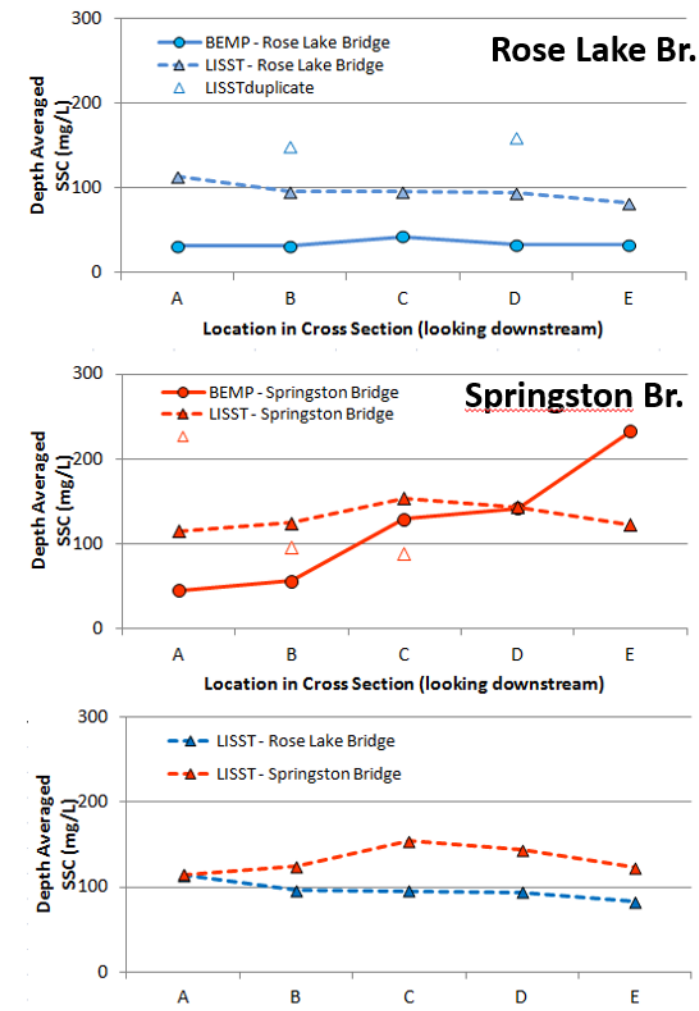 300
BEMP - Rose Lake Bridge
Rose Lake Br.
LISST - Rose Lake Bridge
LISSTduplicate
200
100
0
Depth Averaged
SSC (mg/L)
A B C D E
Location in Cross Section (looking downstream)
300
BEMP - Springston Bridge
Springston Br.
LISST - Springston Bridge
200
100
0
Depth Averaged
SSC (mg/L)
A B C D E
Location in Cross Section (looking downstream)
300
LISST - Rose Lake Bridge
LISST - Springston Bridge
200
100
0
Depth Averaged
SSC (mg/L)
A B C D E